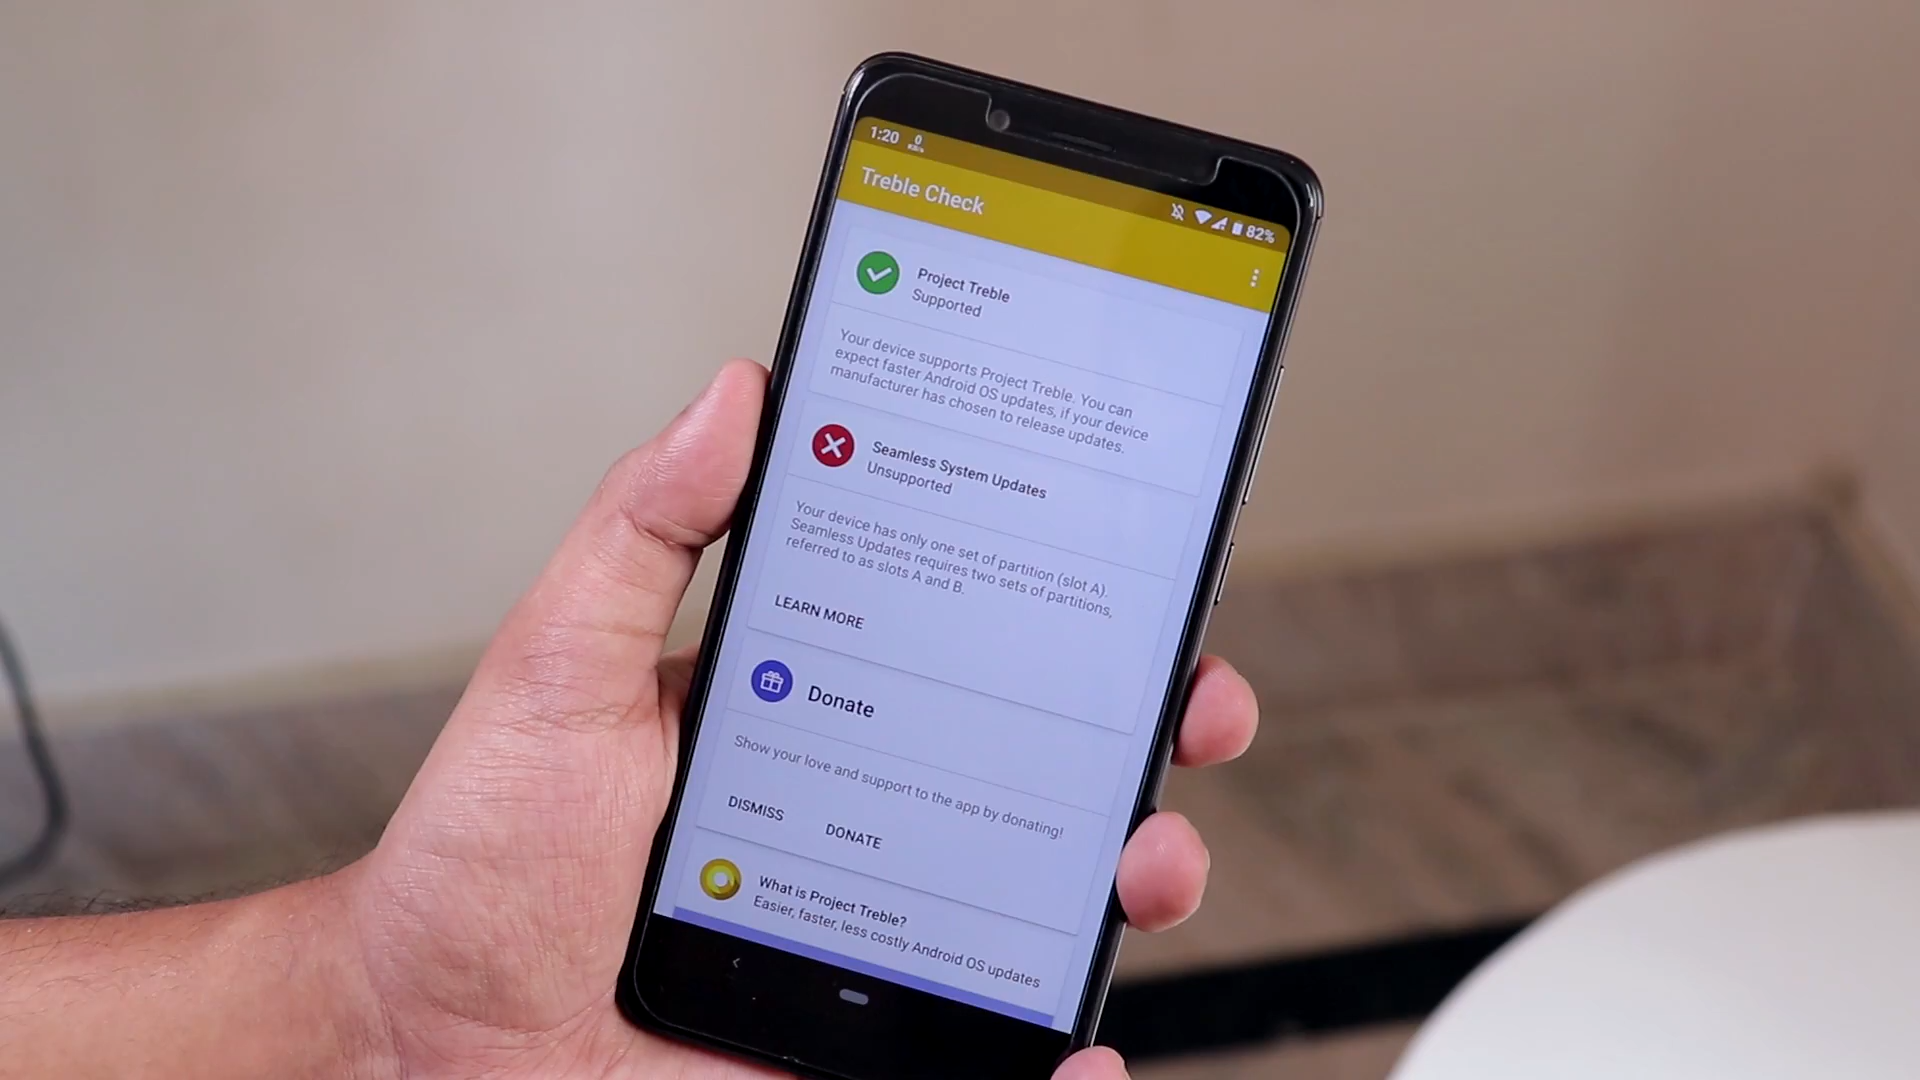 1:20
0
KB/s
82%
Treble Check
Project Treble
Supported
Your device supports Project Treble. You can
expect faster Android OS updates, if your device
manufacturer has chosen to release updates.
Seamless System Updates
Unsupported
Your device has only one set of partition (slot A).
Seamless Updates requires two sets of partitions,
referred to as slots A and B.
LEARN MORE
Donate
Show your love and support to the app by donating!
DISMISS DONATE
What is Project Treble?
Easier, faster, less costly Android OS updates